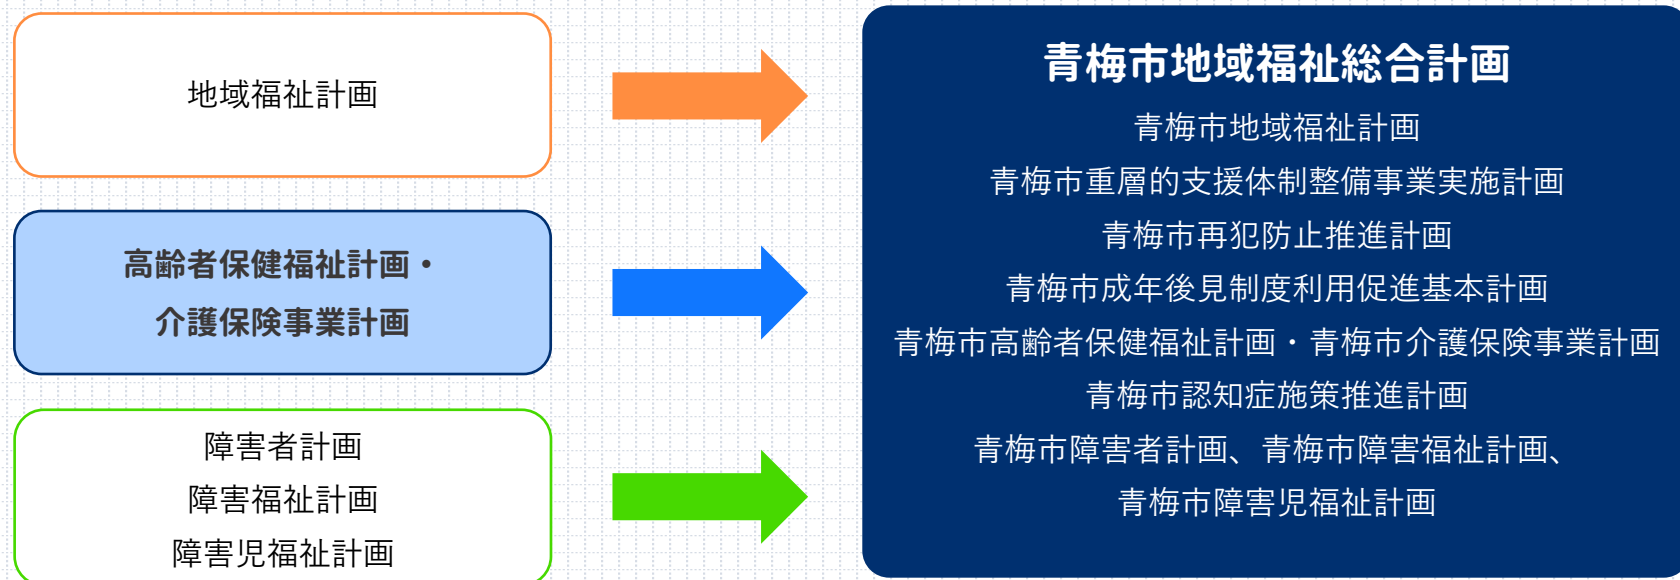 地域福祉計画
高齢者保健福祉計画・
介護保険事業計画
障害者計画
障害福祉計画
障害児福祉計画
青梅市地域福祉総合計画
青梅市地域福祉計画
青梅市重層的支援体制整備事業実施計画
青梅市再犯防止推進計画
青梅市成年後見制度利用促進基本計画
青梅市高齢者保健福祉計画・青梅市介護保険事業計画
青梅市認知症施策推進計画
青梅市障害者計画、青梅市障害福祉計画、
青梅市障害児福祉計画